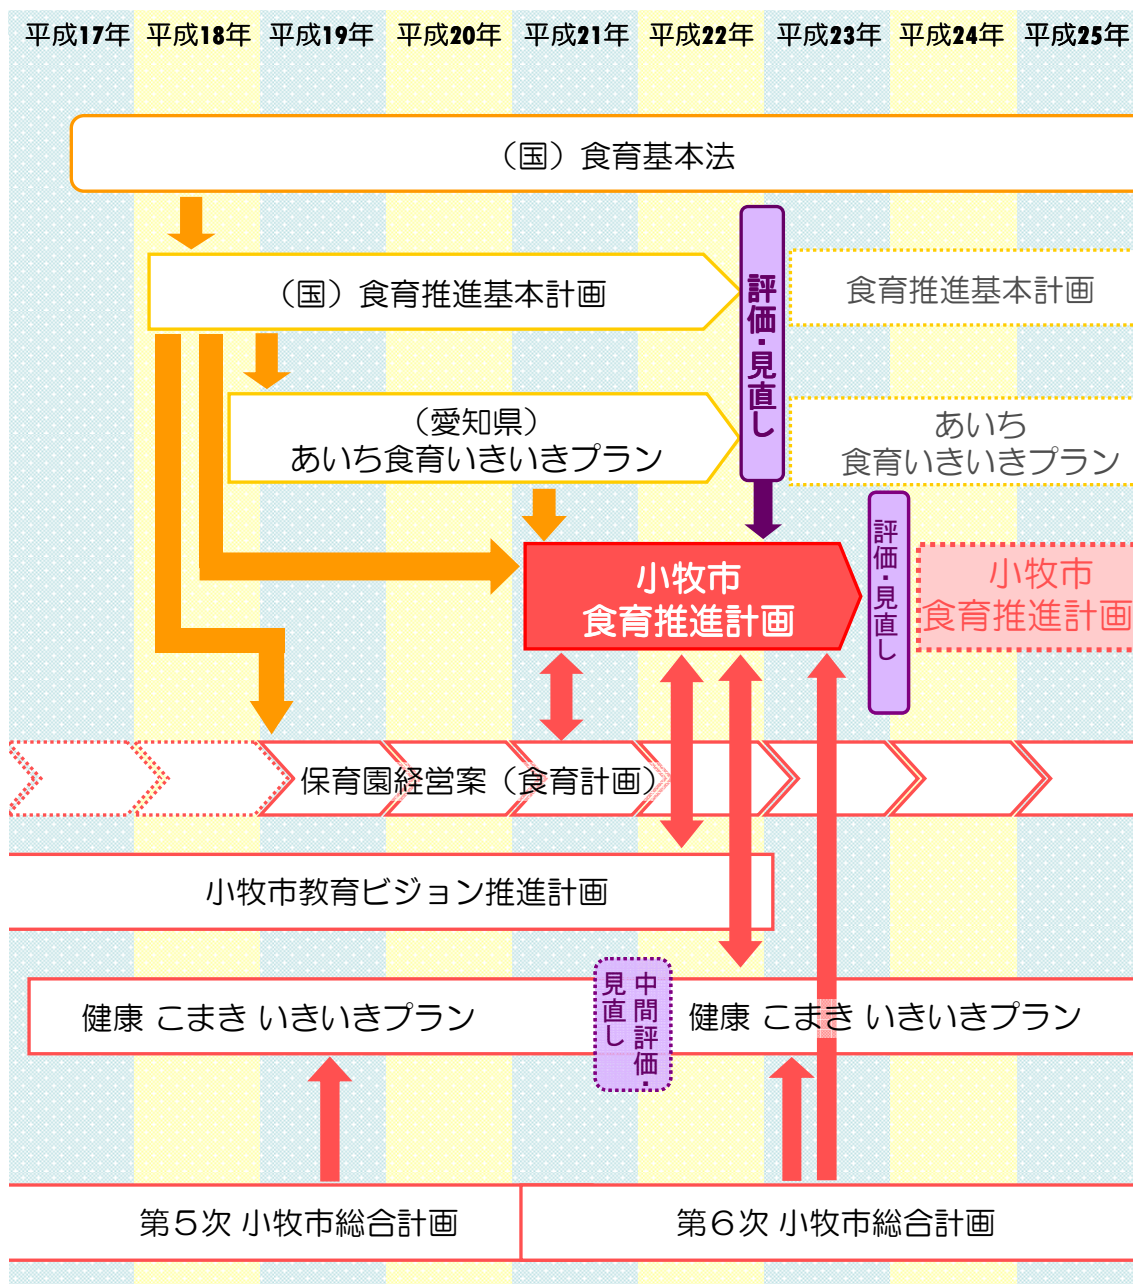 平成17年 平成18年 平成19年 平成20年 平成21年 平成22年 平成23年 平成24年 平成25年
（国）食育基本法
（国）食育推進基本計画
評価・見直し
食育推進基本計画
（愛知県）
あいち食育いきいきプラン
あいち
食育いきいきプラン
小牧市
食育推進計画
評価・見直し
小牧市
食育推進計画
保育園経営案（食育計画）
小牧市教育ビジョン推進計画
健康 こまき いきいきプラン
中間評価・
見直し
健康 こまき いきいきプラン
第５次 小牧市総合計画
第６次 小牧市総合計画